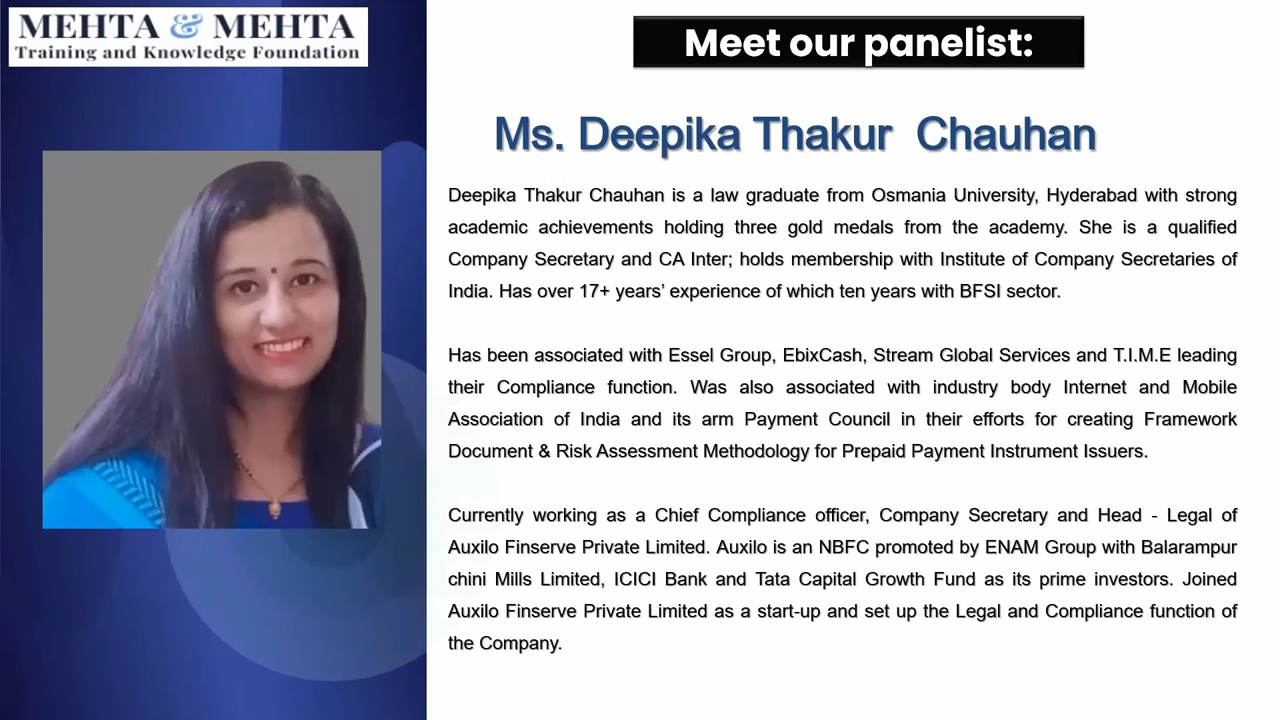 MEHTA & MEHTA
Training and Knowledge Foundation
Meet our panelist:
Ms. Deepika Thakur Chauhan
Deepika Thakur Chauhan is a law graduate from Osmania University, Hyderabad with strong
academic achievements holding three gold medals from the academy. She is a qualified
Company Secretary and CA Inter; holds membership with Institute of Company Secretaries of
India. Has over 17+ years’ experience of which ten years with BFSI sector.
Has been associated with Essel Group, EbixCash, Stream Global Services and T.I.M.E leading
their Compliance function. Was also associated with industry body Internet and Mobile
Association of India and its arm Payment Council in their efforts for creating Framework
Document & Risk Assessment Methodology for Prepaid Payment Instrument Issuers.
Currently working as a Chief Compliance officer, Company Secretary and Head - Legal of
Auxilo Finserve Private Limited. Auxilo is an NBFC promoted by ENAM Group with Balarampur
chini Mills Limited, ICICI Bank and Tata Capital Growth Fund as its prime investors. Joined
Auxilo Finserve Private Limited as a start-up and set up the Legal and Compliance function of
the Company.